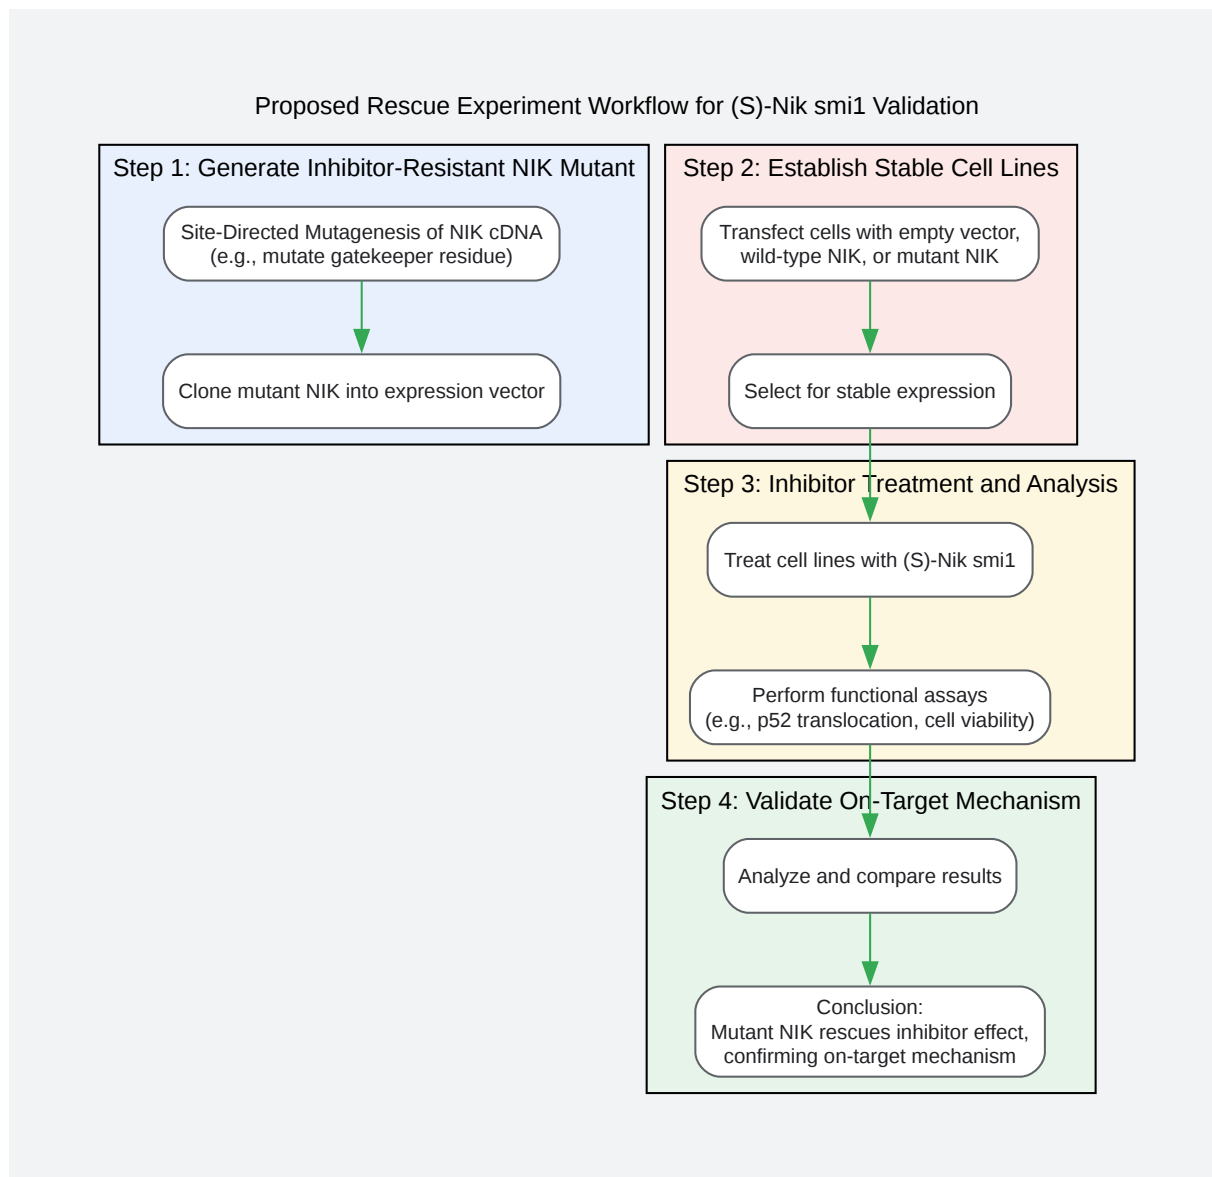 Proposed Rescue Experiment Workflow for (S)-Nik smi1 Validation
Step 1: Generate Inhibitor-Resistant NIK Mutant
Site-Directed Mutagenesis of NIK cDNA
(e.g., mutate gatekeeper residue)
Clone mutant NIK into expression vector
Step 2: Establish Stable Cell Lines
Transfect cells with empty vector,
wild-type NIK, or mutant NIK
Select for stable expression
Step 3: Inhibitor Treatment and Analysis
Treat cell lines with (S)-Nik smi1
Perform functional assays
(e.g., p52 translocation, cell viability)
Step 4: Validate On-Target Mechanism
Analyze and compare results
Conclusion:
Mutant NIK rescues inhibitor effect,
confirming on-target mechanism